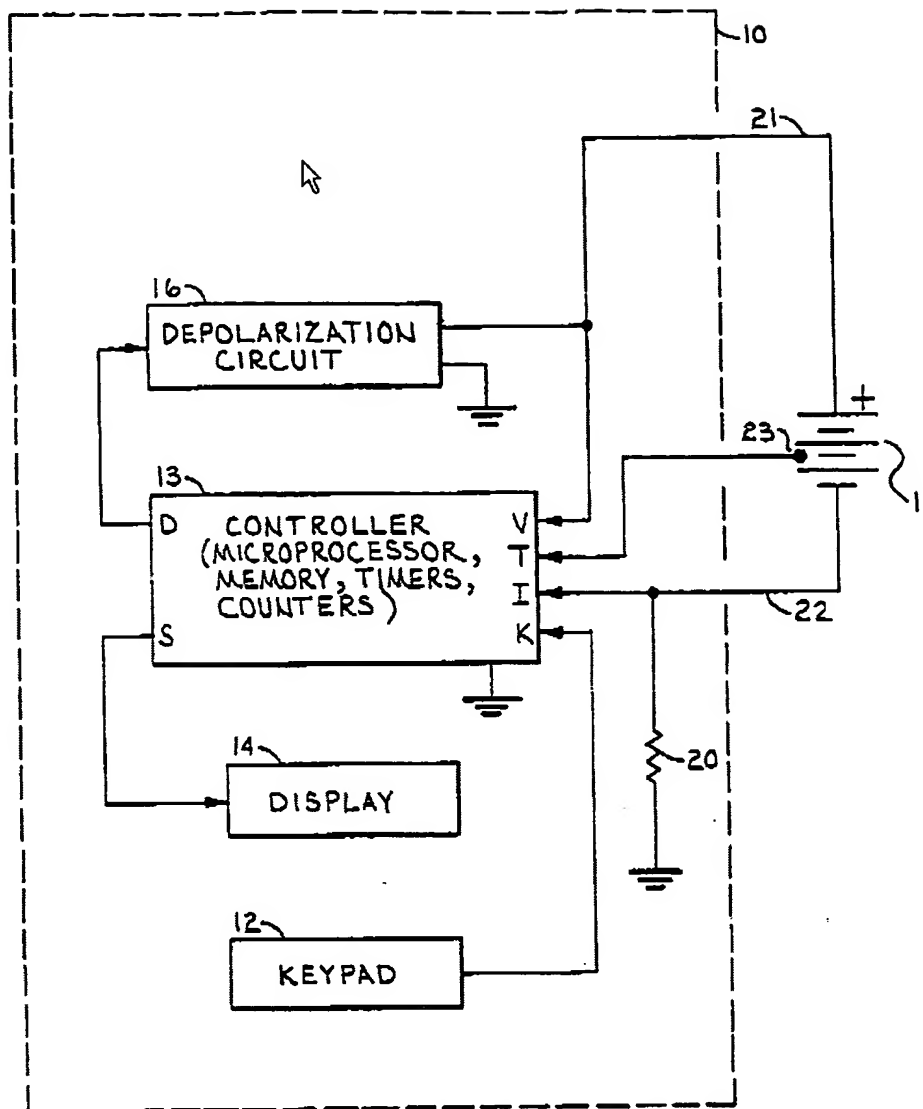 10
21
16
DEPOLARIZATION
CIRCUIT
+
23
1
13
D
CONTROLLER
(MICROPROCESSOR,
MEMORY, TIMERS,
COUNTERS)
V
T
I
K
S
22
14
DISPLAY
20
12
KEYPAD